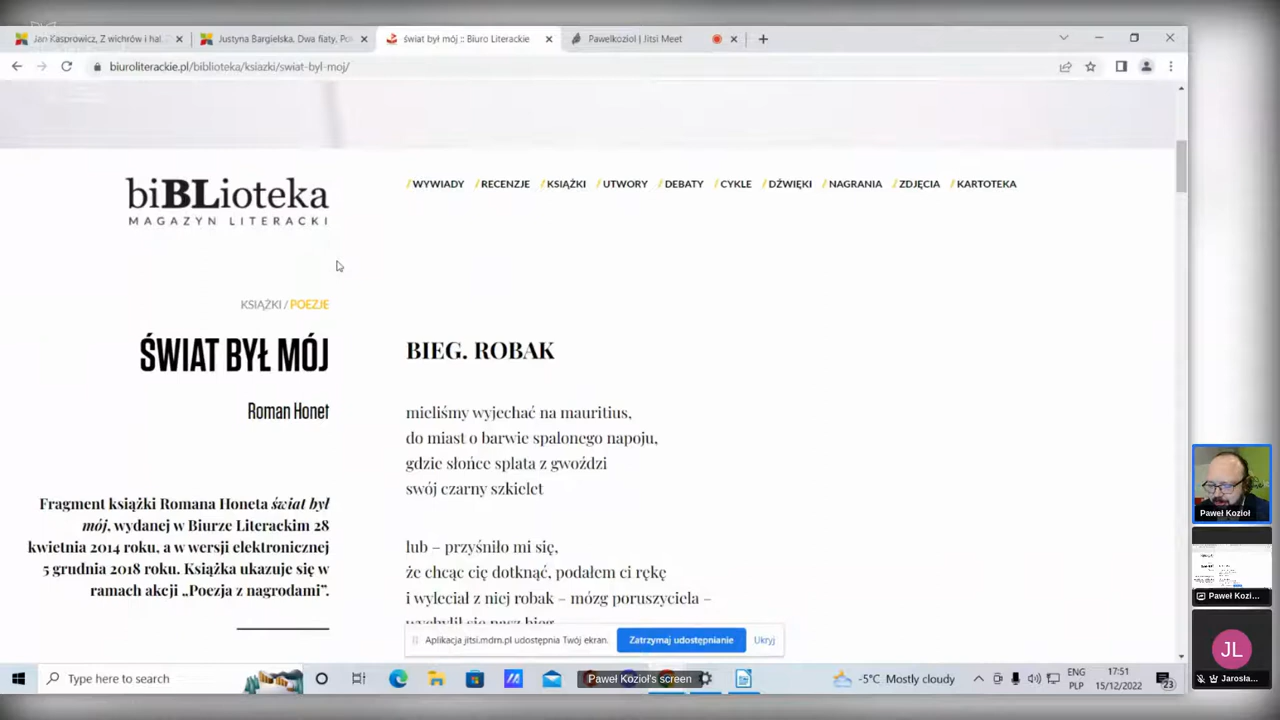 Jan Kasprowicz, Z wichrów i hal.
Justyna Bargielska, Dwa fiaty, Po
świat był mój :: Biuro Literackie
Pawelkoziol | Jitsi Meet
biuroliterackie.pl/biblioteka/ksiazki/swiat-byl-moj/
biBLioteka
MAGAZYN LITERACKI
/WYWIADY /RECENZJE /KSIĄŻKI /UTWORY /DEBATY /CYKLE /DŹWIĘKI /NAGRANIA /ZDJĘCIA /KARTOTEKA
KSIĄŻKI / POEZJE
ŚWIAT BYŁ MÓJ
Roman Honet
Fragment książki Romana Honeta świat był
mój, wydanej w Biurze Literackim 28
kwietnia 2014 roku, a w wersji elektronicznej
5 grudnia 2018 roku. Książka ukazuje się w
ramach akcji „Poezja z nagrodami”.
BIEG. ROBAK
mieliśmy wyjechać na mauritius,
do miast o barwie spalonego napoju,
gdzie słońce splata z gwoździ
swój czarny szkielet
lub – przyśniło mi się,
że chcąc cię dotknąć, podałem ci rękę
i wyleciał z niej robak – mózg poruszyciela –
wychylił się nasz bieg
Aplikacja jitsi.mdm.pl udostępnia Twój ekran.
Zatrzymaj udostępnianie
Ukryj
Paweł Kozioł
Paweł Kozi...
JL
Jarosła...
Type here to search
Paweł Kozioł's screen
-5°C Mostly cloudy
ENG
PLP
17:51
15/12/2022
23